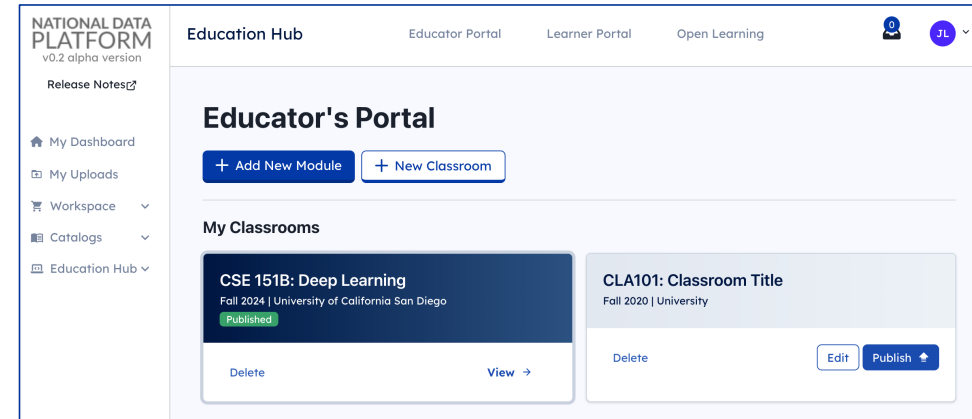 NATIONAL DATA
PLATFORM
v0.2 alpha version
Release Notes
My Dashboard
My Uploads
Workspace
Catalogs
Education Hub
Education Hub
Educator Portal
Learner Portal
Open Learning
0
JL
Educator's Portal
+ Add New Module
+ New Classroom
My Classrooms
CSE 151B: Deep Learning
Fall 2024 | University of California San Diego
Published
Delete
View →
CLA101: Classroom Title
Fall 2020 | University
Delete
Edit
Publish